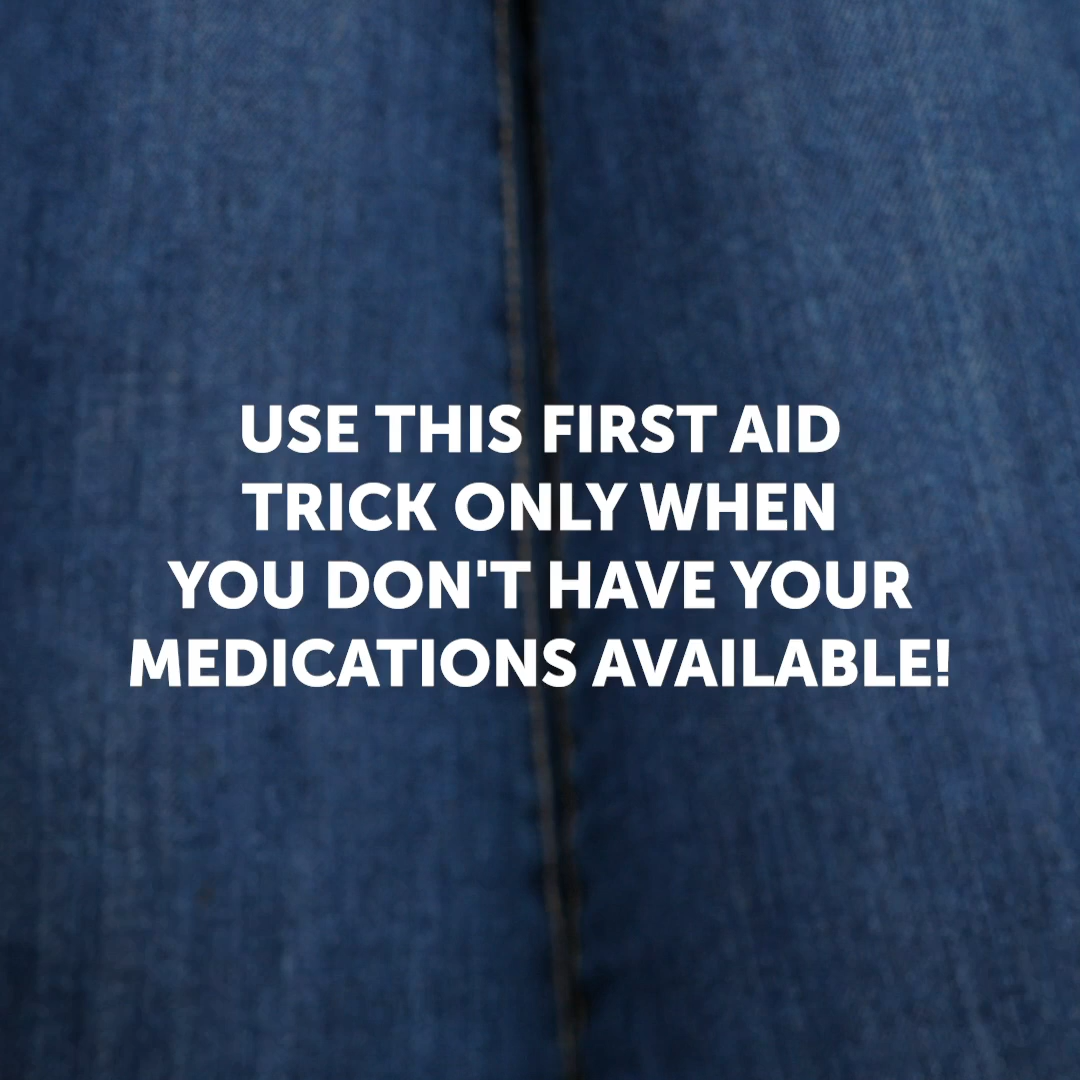 USE THIS FIRST AID
TRICK ONLY WHEN
YOU DON'T HAVE YOUR
MEDICATIONS AVAILABLE!